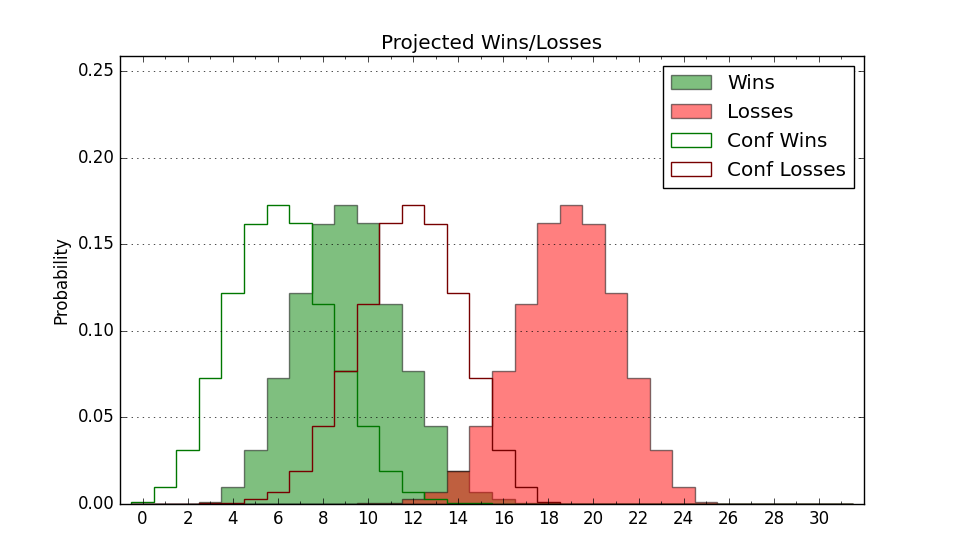 Projected Wins/Losses
0.25
0.20
0.15
0.10
0.05
0.00
Probability
Wins
Losses
Conf Wins
Conf Losses
0 2 4 6 8 10 12 14 16 18 20 22 24 26 28 30